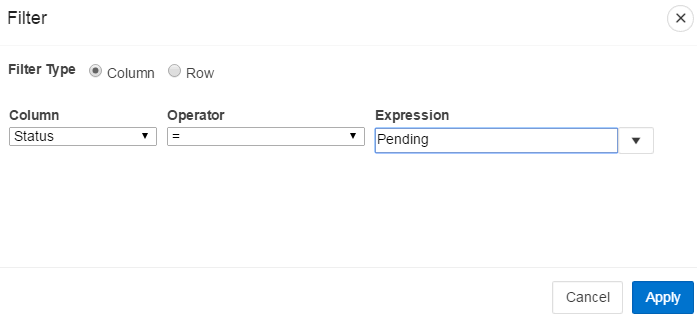 Filter
Filter Type Column Row
Column Operator Expression
Status = Pending
Cancel Apply